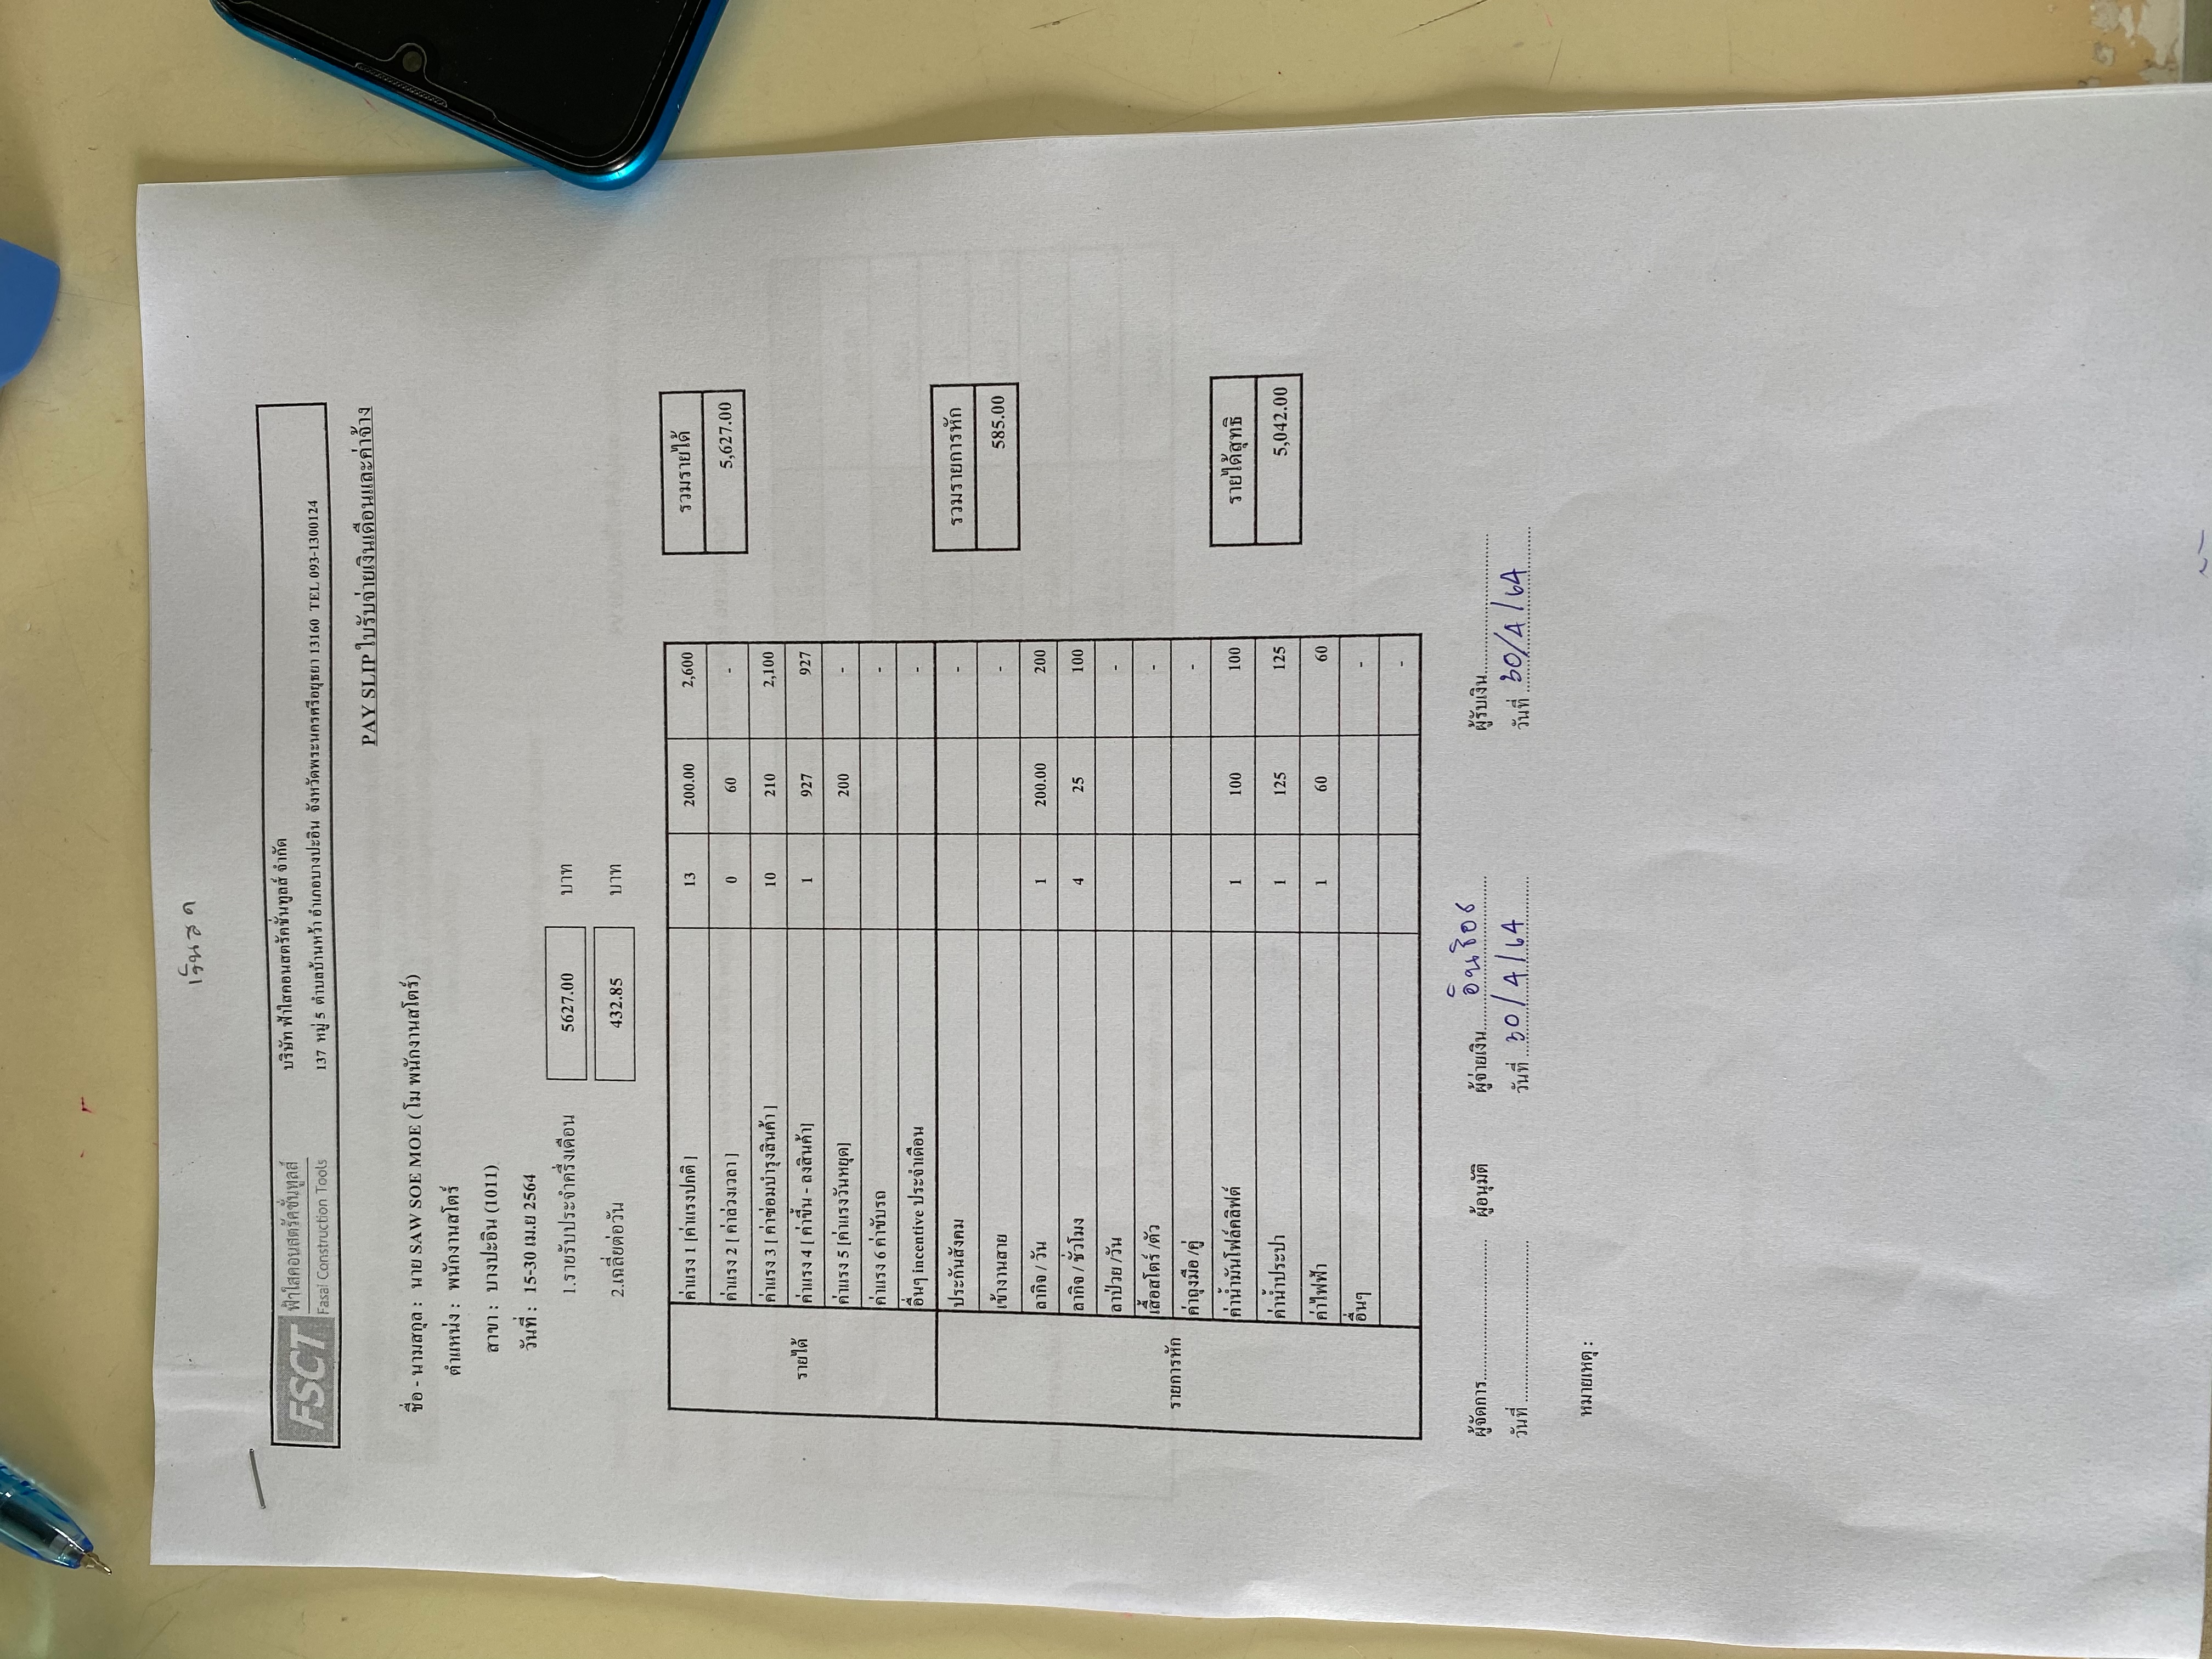 เงินสด
FSCT ฟ้าใสคอนสตรัคชั่นทูลส์
Fasai Construction Tools
บริษัท ฟ้าใสคอนสตรัคชั่นทูลส์ จำกัด
137 หมู่ 5 ตำบลบ้านหว้า อำเภอบางปะอิน จังหวัดพระนครศรีอยุธยา 13160 TEL 093-1300124
PAY SLIP ใบรับจ่ายเงินเดือนและค่าจ้าง
ชื่อ - นามสกุล : นาย SAW SOE MOE ( โม พนักงานสโตร์)
ตำแหน่ง : พนักงานสโตร์
สาขา : บางปะอิน (1011)
วันที่ : 15-30 เม.ย 2564
1.รายรับประจำครึ่งเดือน 5627.00 บาท
2.เฉลี่ยต่อวัน 432.85 บาท
รายได้
ค่าแรง 1 [ค่าแรงปกติ ] 13 200.00 2,600
ค่าแรง 2 [ ค่าล่วงเวลา ] 0 60 -
ค่าแรง 3 [ ค่าซ่อมบำรุงสินค้า ] 10 210 2,100
ค่าแรง 4 [ ค่าขึ้น - ลงสินค้า] 1 927 927
ค่าแรง 5 [ค่าแรงวันหยุด] 200 -
ค่าแรง 6 ค่าขับรถ -
อื่นๆ incentive ประจำเดือน -
รวมรายได้
5,627.00
รายการหัก
ประกันสังคม -
เข้างานสาย -
ลากิจ / วัน 1 200.00 200
ลากิจ / ชั่วโมง 4 25 100
ลาป่วย /วัน -
เสื้อสโตร์ /ตัว -
ค่าถุงมือ /คู่ -
ค่าน้ำมันโฟล์คลิฟต์ 1 100 100
ค่าน้ำประปา 1 125 125
ค่าไฟฟ้า 1 60 60
อื่นๆ -
-
รวมรายการหัก
585.00
รายได้สุทธิ
5,042.00
ผู้จัดการ.............................. ผู้อนุมัติ ผู้จ่ายเงิน.............................. ผู้รับเงิน..............................
วันที่ .............................. วันที่ 30/4/64 วันที่ 30/4/64
หมายเหตุ :